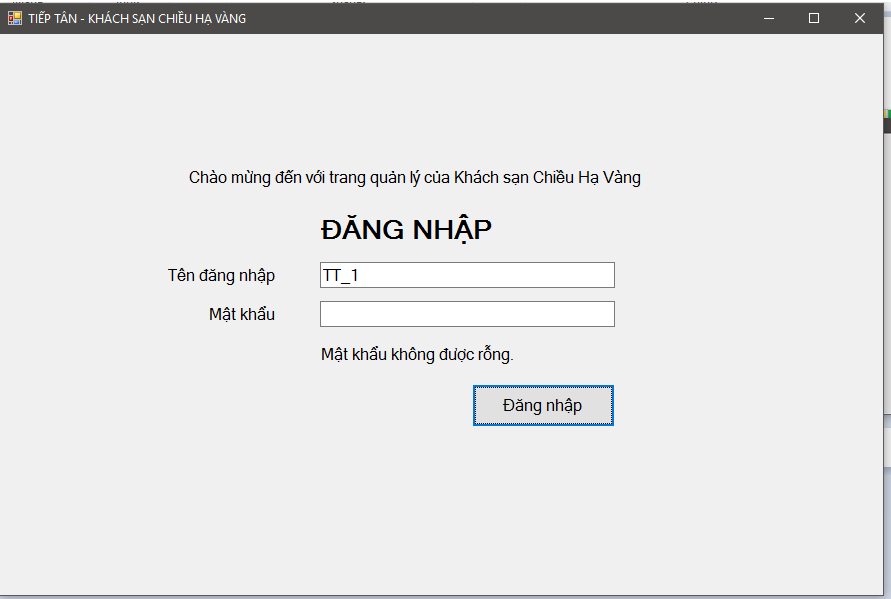 TIẾP TÂN - KHÁCH SẠN CHIỀU HẠ VÀNG
Chào mừng đến với trang quản lý của Khách sạn Chiều Hạ Vàng
ĐĂNG NHẬP
Tên đăng nhập TT_1
Mật khẩu
Mật khẩu không được rỗng.
Đăng nhập